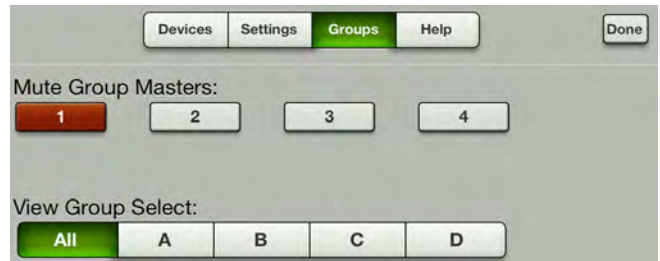 Devices Settings Groups Help Done
Mute Group Masters:
1 2 3 4
View Group Select:
All A B C D